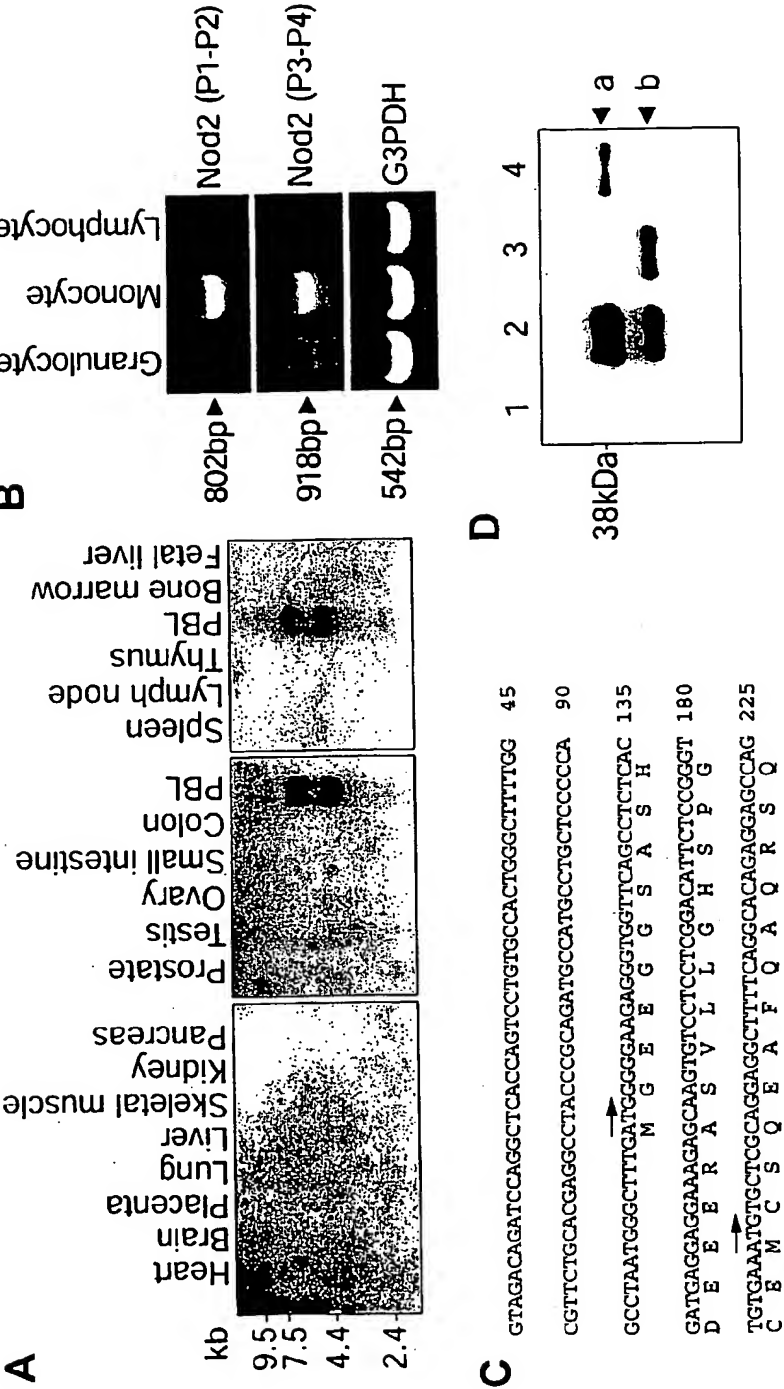 A
kb
9.5
7.5
4.4
2.4
Heart
Brain
Placenta
Lung
Liver
Skeletal muscle
Kidney
Pancreas
Prostate
Testis
Ovary
Small intestine
Colon
PBL
Spleen
Lymph node
Thymus
PBL
Bone marrow
Fetal liver
B
Granulocyte
Monocyte
Lymphocyte
802bp Nod2 (P1-P2)
918bp Nod2 (P3-P4)
542bp G3PDH
C
GTAGACAGATCCAGGCTCACCAGTCCTGTGCCACTGGGCTTTTGG 45
CGTTCTGCACGAGGCCTACCCGCAGATGCCATGCCTGCTCCCCCA 90
GCCTAATGGGCTTTGATGGGGGAAGAGGGTGGTTCAGCCTCTCAC 135
M G E E G G S A S H
GATGAGGAGGAAAGAGCAAGTGTCCTCCTCGGACATTCTCCGGGT 180
D E E E R A S V L L G H S P G
TGTGAAATGTGCTCGCAGGAGGCTTTTCAGGCACAGAGGAGCCAG 225
C E M C S Q E A F Q A Q R S Q
D
1 2 3 4
38kDa
a
b